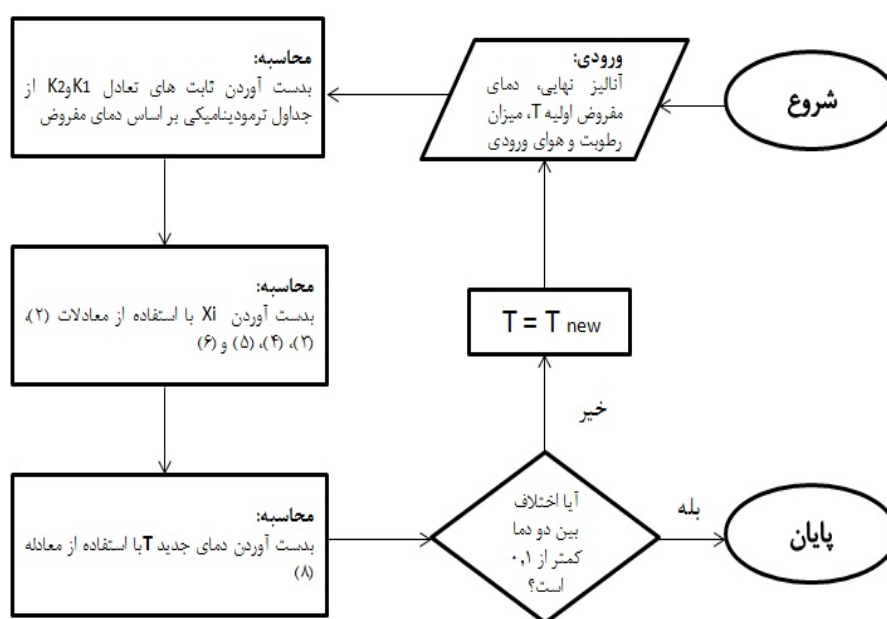 شروع
ورودی:
آنالیز نهایی، دمای
مفروض اولیه T، میزان
رطوبت و هوای ورودی
محاسبه:
بدست آوردن ثابت های تعادل K1وK2 از
جداول ترمودینامیکی بر اساس دمای مفروض
محاسبه:
بدست آوردن Xi با استفاده از معادلات (۲)،
(۳)، (۴)، (۵) و (۶)
محاسبه:
بدست آوردن دمای جدید Tبا استفاده از معادله
(۸)
آیا اختلاف
بین دو دما
کمتر از ۰,۱
است؟
خیر
T = T new
بله
پایان